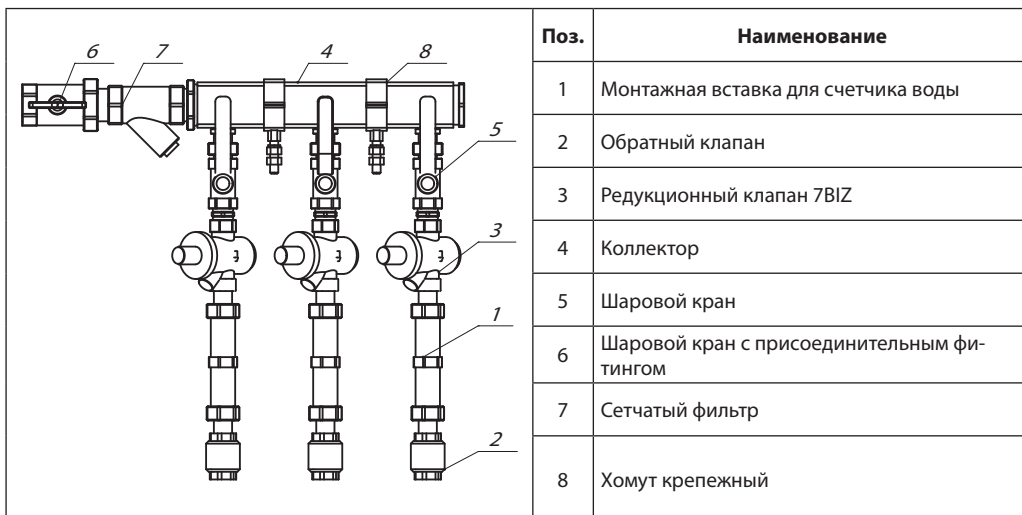 6 7 4 8
5
3
1
2
Поз. Наименование
1 Монтажная вставка для счетчика воды
2 Обратный клапан
3 Редукционный клапан 7BIZ
4 Коллектор
5 Шаровой кран
6 Шаровой кран с присоединительным фи-
тингом
7 Сетчатый фильтр
8 Хомут крепежный